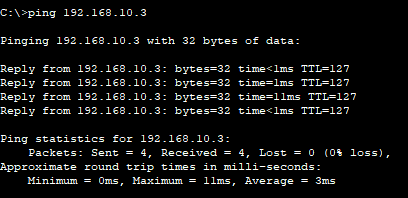 C:\>ping 192.168.10.3
Pinging 192.168.10.3 with 32 bytes of data:
Reply from 192.168.10.3: bytes=32 time<1ms TTL=127
Reply from 192.168.10.3: bytes=32 time=1ms TTL=127
Reply from 192.168.10.3: bytes=32 time=11ms TTL=127
Reply from 192.168.10.3: bytes=32 time<1ms TTL=127
Ping statistics for 192.168.10.3:
Packets: Sent = 4, Received = 4, Lost = 0 (0% loss),
Approximate round trip times in milli-seconds:
Minimum = 0ms, Maximum = 11ms, Average = 3ms